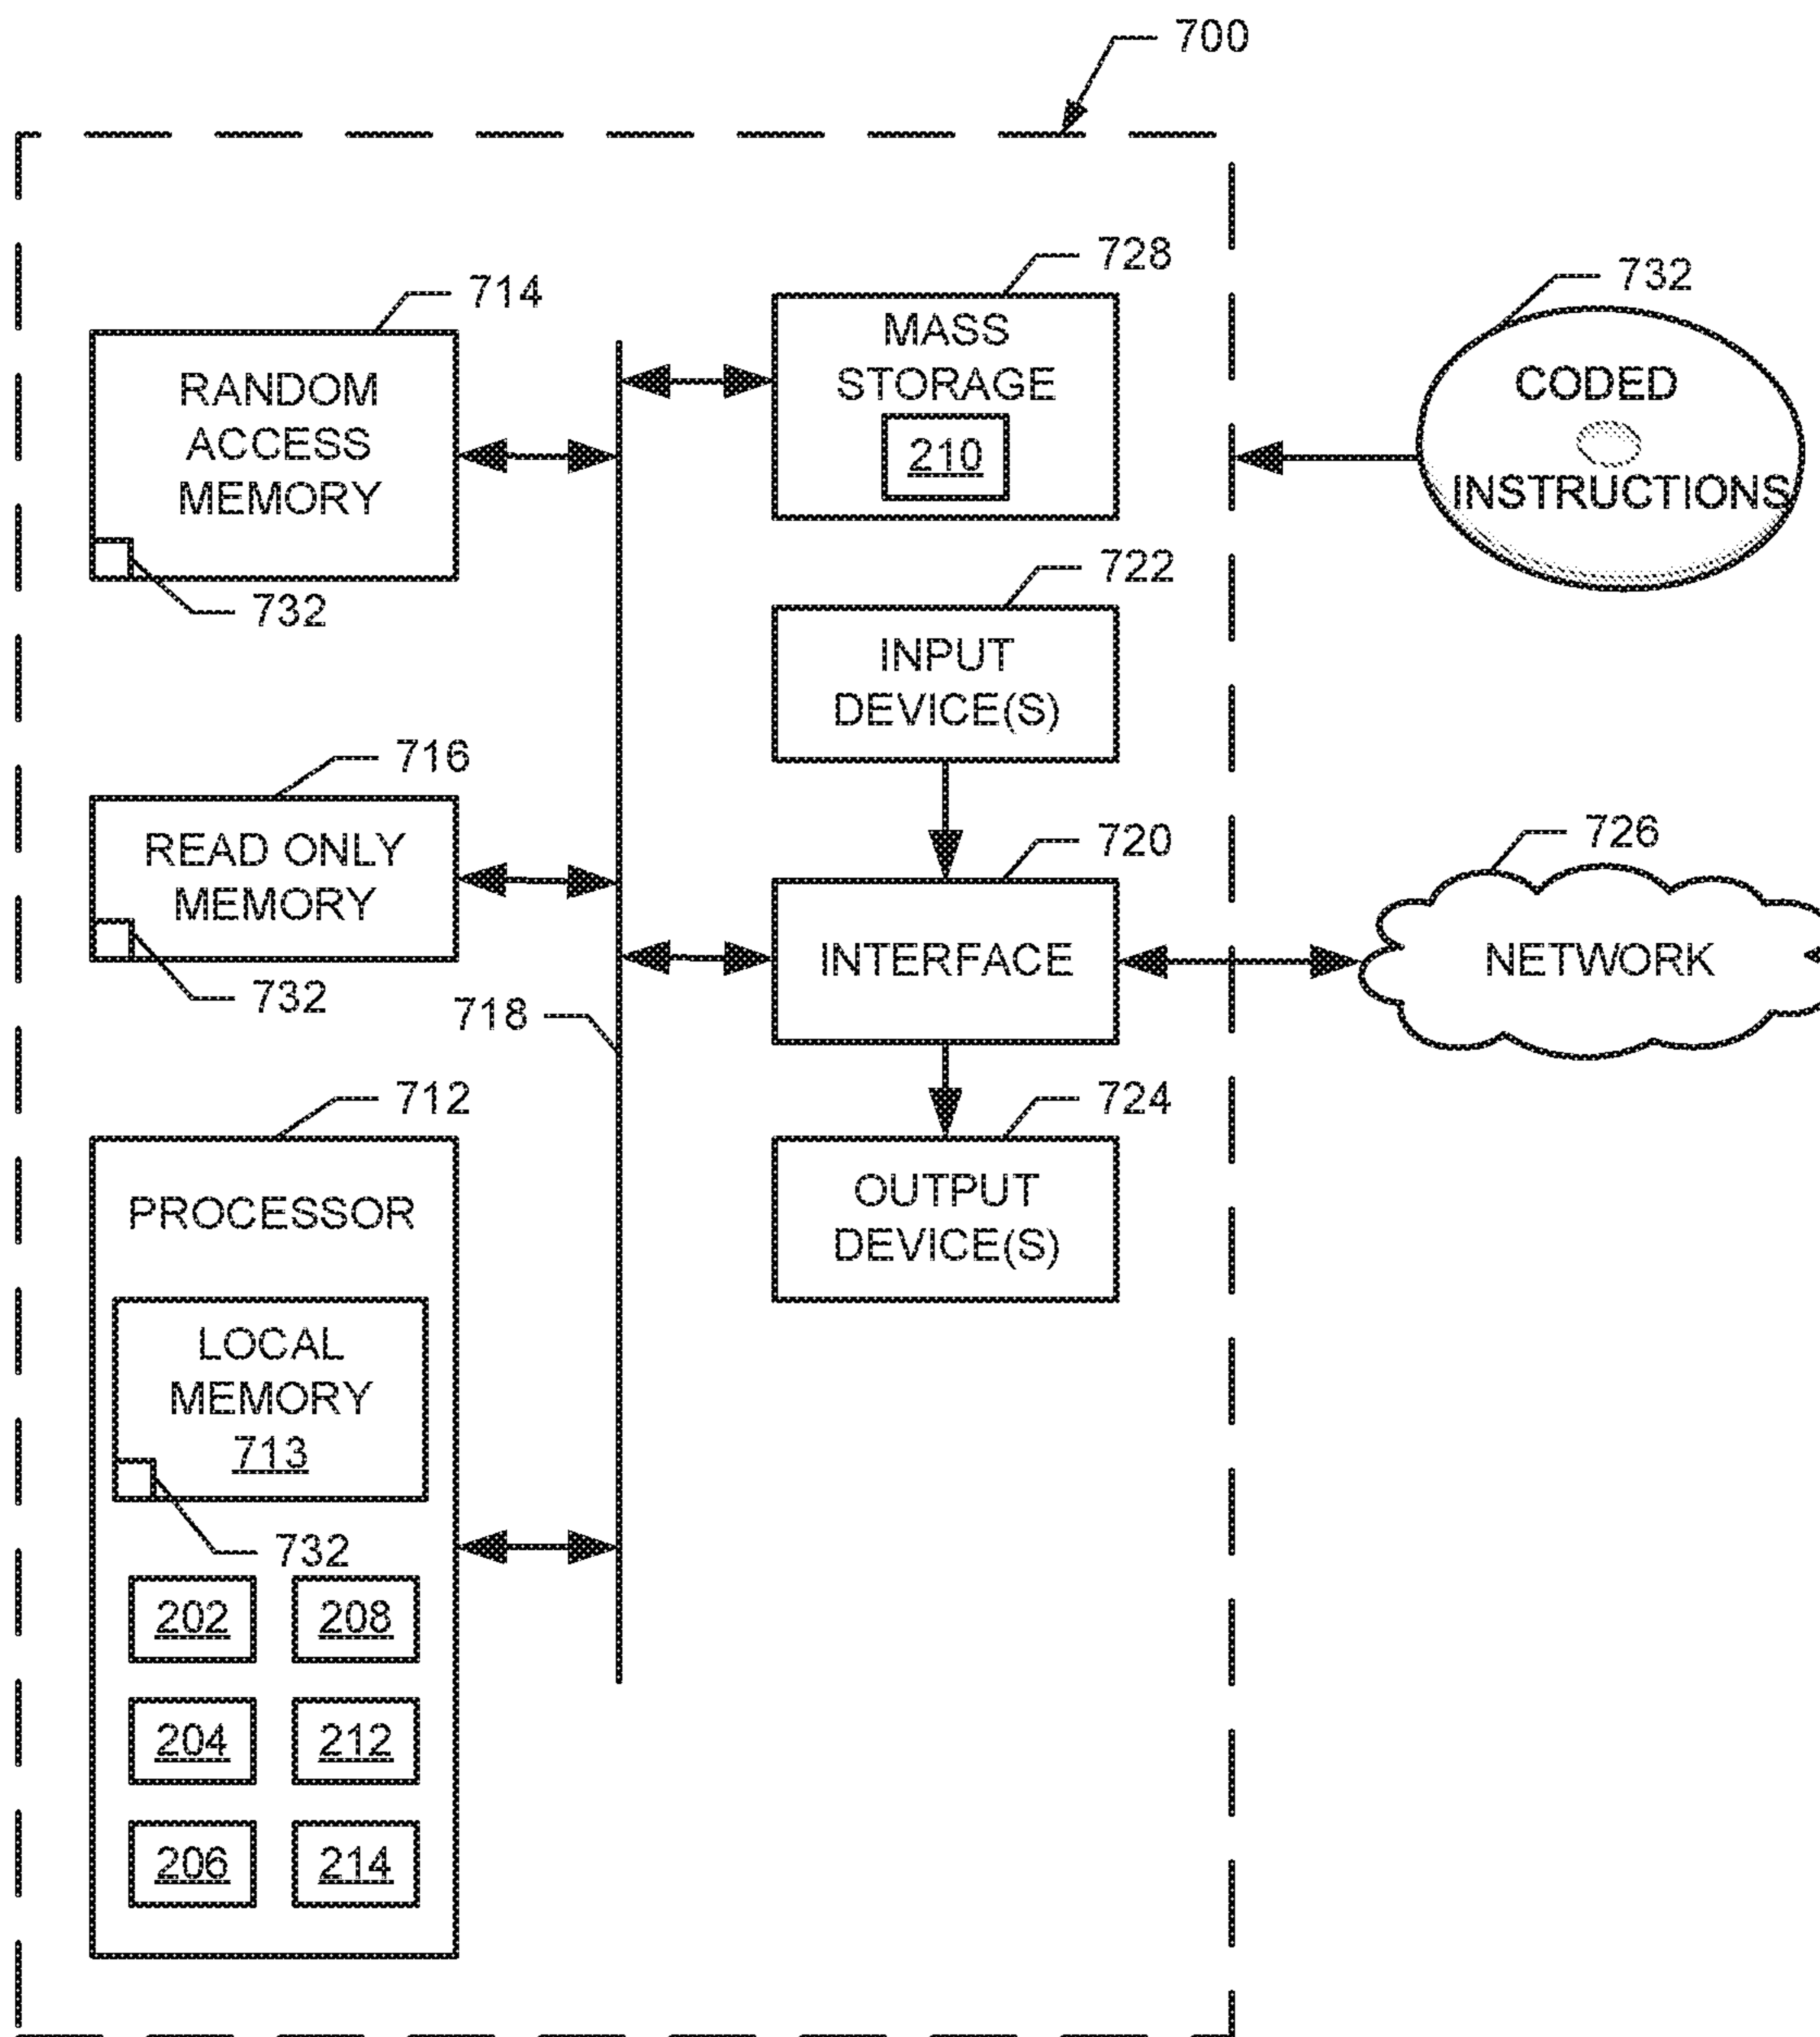 700
714
RANDOM
ACCESS
MEMORY
732
728
MASS
STORAGE
210
732
CODED
INSTRUCTIONS
722
INPUT
DEVICE(S)
716
READ ONLY
MEMORY
732
720
INTERFACE
726
NETWORK
718
712
PROCESSOR
LOCAL
MEMORY
713
732
202
208
204
212
206
214
724
OUTPUT
DEVICE(S)